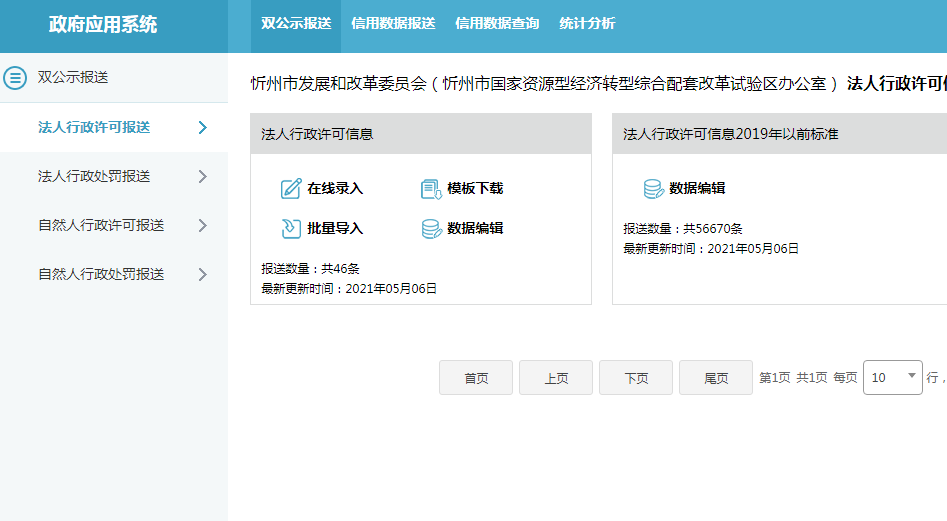 政府应用系统
双公示报送 信用数据报送 信用数据查询 统计分析
双公示报送
法人行政许可报送
法人行政处罚报送
自然人行政许可报送
自然人行政处罚报送
忻州市发展和改革委员会（忻州市国家资源型经济转型综合配套改革试验区办公室）法人行政许可
法人行政许可信息
在线录入 模板下载
批量导入 数据编辑
报送数量：共46条
最新更新时间：2021年05月06日
法人行政许可信息2019年以前标准
数据编辑
报送数量：共56670条
最新更新时间：2021年05月06日
首页 上页 下页 尾页 第1页 共1页 每页 10 行，